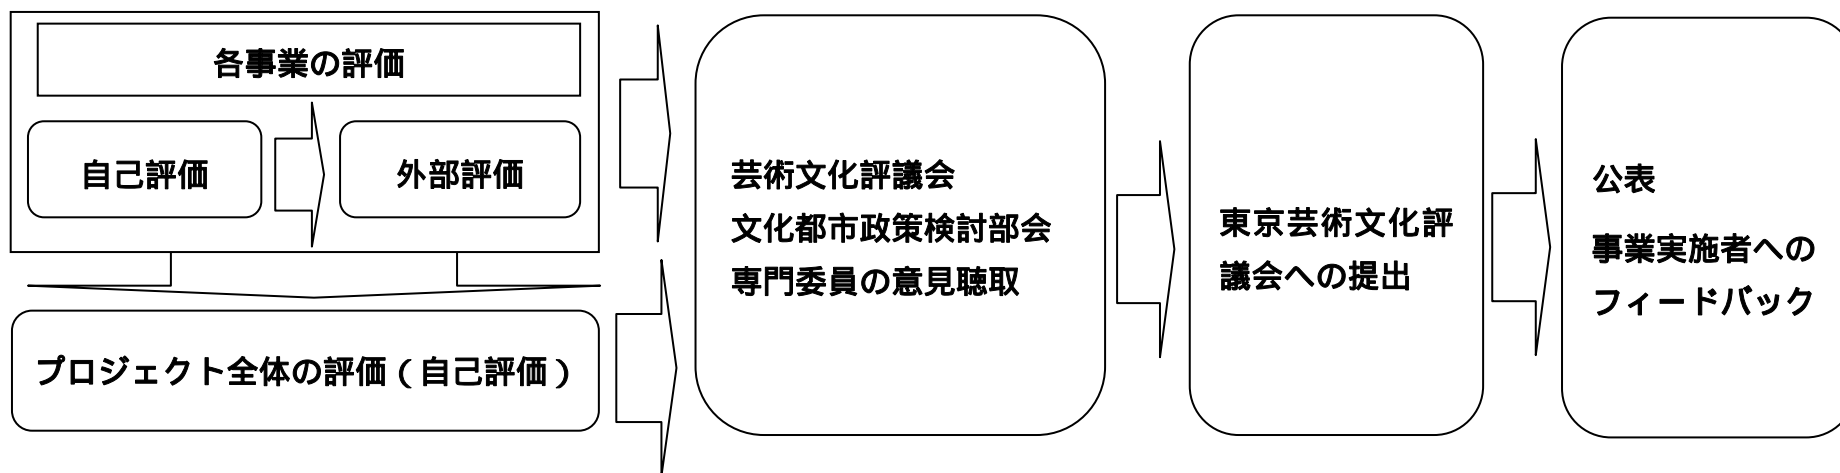 各事業の評価
自己評価
外部評価
プロジェクト全体の評価（自己評価）
芸術文化評議会
文化都市政策検討部会
専門委員の意見聴取
東京芸術文化評
議会への提出
公表
事業実施者への
フィードバック